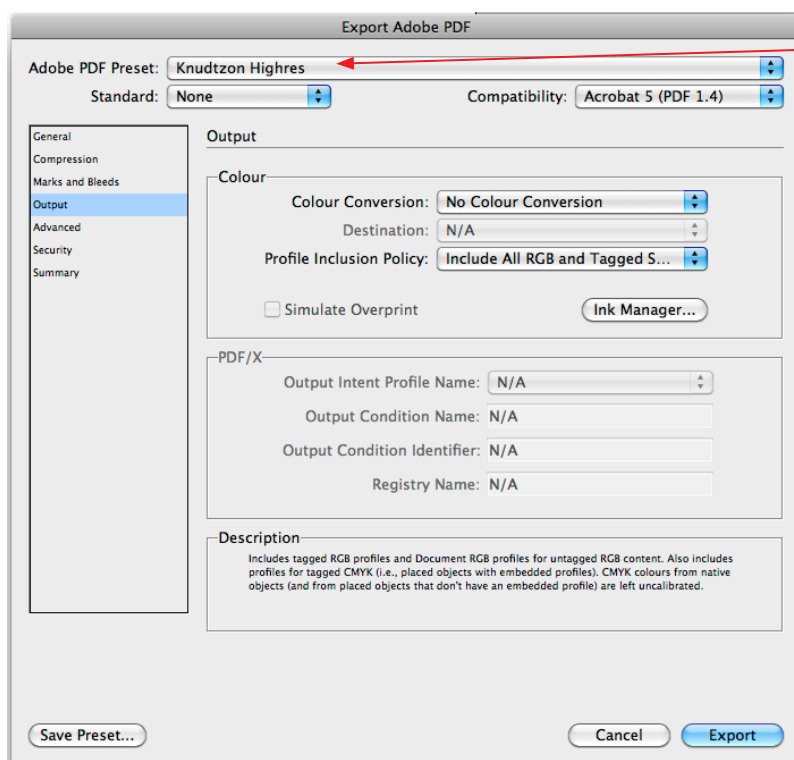 Export Adobe PDF
Adobe PDF Preset: Knudtzon Highres
Standard: None Compatibility: Acrobat 5 (PDF 1.4)
General
Compression
Marks and Bleeds
Output
Advanced
Security
Summary
Output
Colour
Colour Conversion: No Colour Conversion
Destination: N/A
Profile Inclusion Policy: Include All RGB and Tagged S...
Simulate Overprint Ink Manager...
PDF/X
Output Intent Profile Name: N/A
Output Condition Name: N/A
Output Condition Identifier: N/A
Registry Name: N/A
Description
Includes tagged RGB profiles and Document RGB profiles for untagged RGB content. Also includes
profiles for tagged CMYK (i.e., placed objects with embedded profiles). CMYK colours from native
objects (and from placed objects that don't have an embedded profile) are left uncalibrated.
Save Preset... Cancel Export